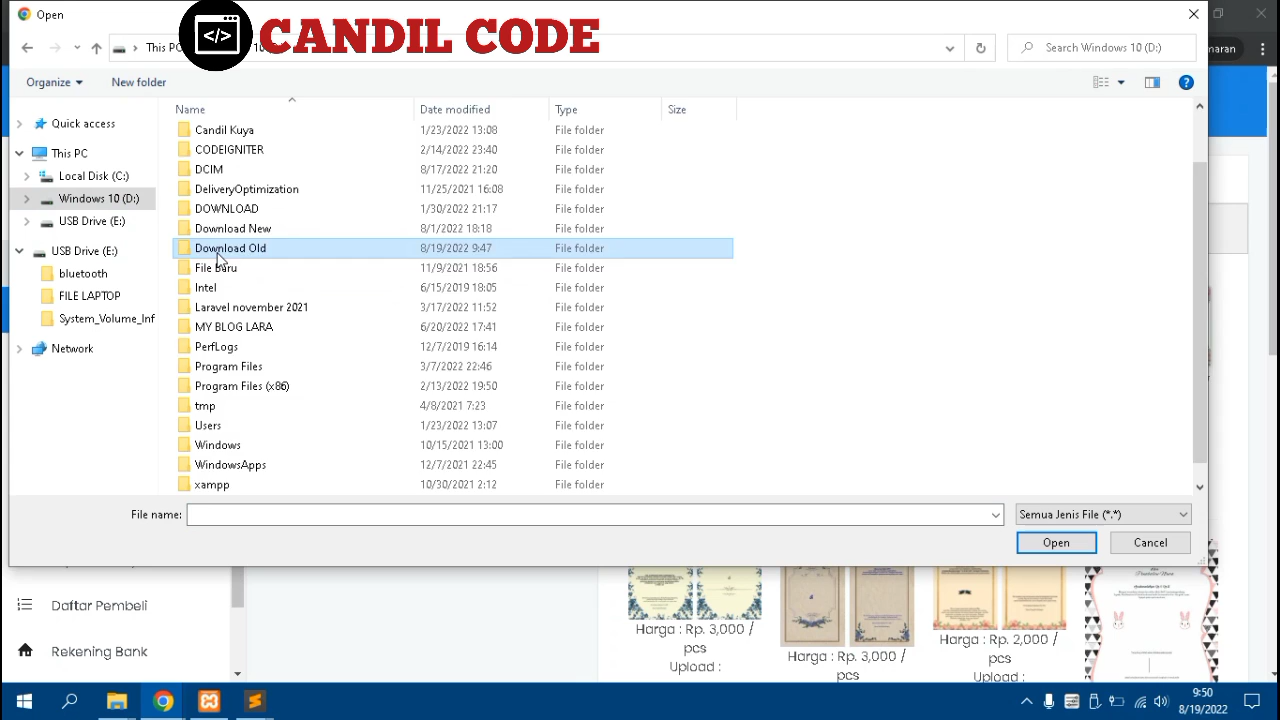 Open
</> CANDIL CODE
This PC
Search Windows 10 (D:)
maran
Organize
New folder
Name
Date modified
Type
Size
Quick access
This PC
Local Disk (C:)
Windows 10 (D:)
USB Drive (E:)
USB Drive (E:)
bluetooth
FILE LAPTOP
System_Volume_Inf
Network
Candil Kuya 1/23/2022 13:08 File folder
CODEIGNITER 2/14/2022 23:40 File folder
DCIM 8/17/2022 21:20 File folder
DeliveryOptimization 11/25/2021 16:08 File folder
DOWNLOAD 1/30/2022 21:17 File folder
Download New 8/1/2022 18:18 File folder
Download Old 8/19/2022 9:47 File folder
File Baru 11/9/2021 18:56 File folder
Intel 6/15/2019 18:05 File folder
Laravel november 2021 3/17/2022 11:52 File folder
MY BLOG LARA 6/20/2022 17:41 File folder
PerfLogs 12/7/2019 16:14 File folder
Program Files 3/7/2022 22:46 File folder
Program Files (x86) 2/13/2022 19:50 File folder
tmp 4/8/2021 7:23 File folder
Users 1/23/2022 13:07 File folder
Windows 10/15/2021 13:00 File folder
WindowsApps 12/7/2021 22:45 File folder
xampp 10/30/2021 2:12 File folder
File name:
Semua Jenis File (*.*)
Open
Cancel
Daftar Pembeli
Rekening Bank
Harga : Rp. 3,000 /
pcs
Upload :
Harga : Rp. 3,000 /
pcs
Harga : Rp. 2,000 /
pcs
Upload :
9:50
8/19/2022